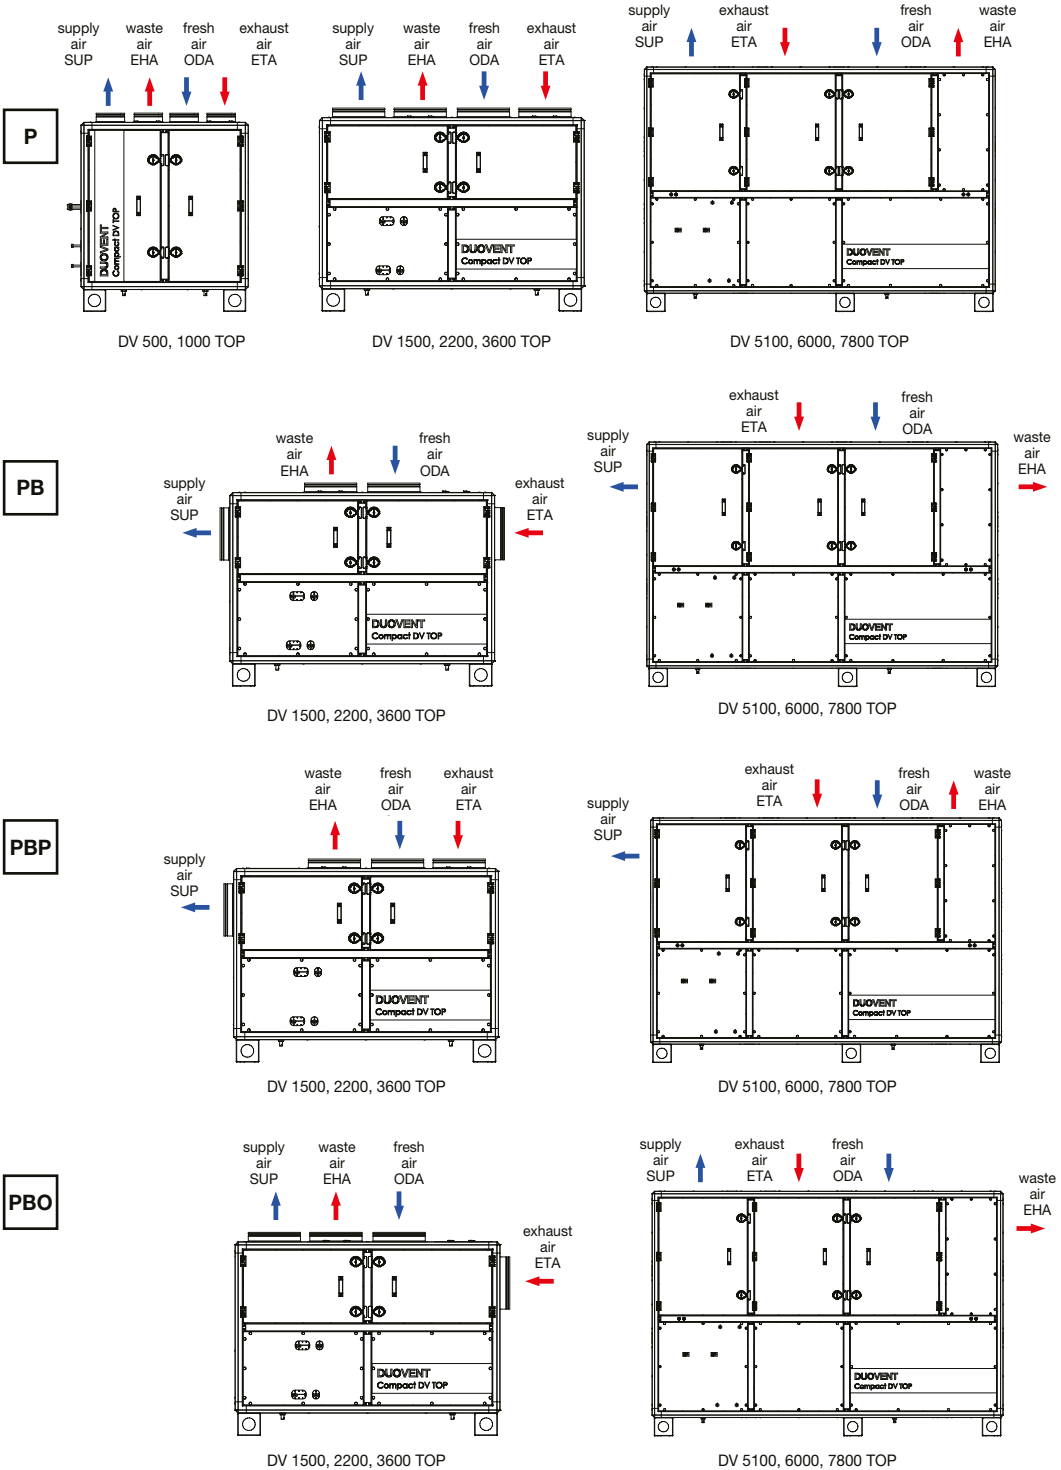 P
supply
air
SUP
waste
air
EHA
fresh
air
ODA
exhaust
air
ETA
DUOVENT
Compact DV TOP
DV 500, 1000 TOP
supply
air
SUP
waste
air
EHA
fresh
air
ODA
exhaust
air
ETA
DUOVENT
Compact DV TOP
DV 1500, 2200, 3600 TOP
supply
air
SUP
exhaust
air
ETA
fresh
air
ODA
waste
air
EHA
DUOVENT
Compact DV TOP
DV 5100, 6000, 7800 TOP
PB
supply
air
SUP
waste
air
EHA
fresh
air
ODA
exhaust
air
ETA
DUOVENT
Compact DV TOP
DV 1500, 2200, 3600 TOP
supply
air
SUP
exhaust
air
ETA
fresh
air
ODA
waste
air
EHA
DUOVENT
Compact DV TOP
DV 5100, 6000, 7800 TOP
PBP
supply
air
SUP
waste
air
EHA
fresh
air
ODA
exhaust
air
ETA
DUOVENT
Compact DV TOP
DV 1500, 2200, 3600 TOP
supply
air
SUP
exhaust
air
ETA
fresh
air
ODA
waste
air
EHA
DUOVENT
Compact DV TOP
DV 5100, 6000, 7800 TOP
PBO
supply
air
SUP
waste
air
EHA
fresh
air
ODA
exhaust
air
ETA
DUOVENT
Compact DV TOP
DV 1500, 2200, 3600 TOP
supply
air
SUP
exhaust
air
ETA
fresh
air
ODA
waste
air
EHA
DUOVENT
Compact DV TOP
DV 5100, 6000, 7800 TOP